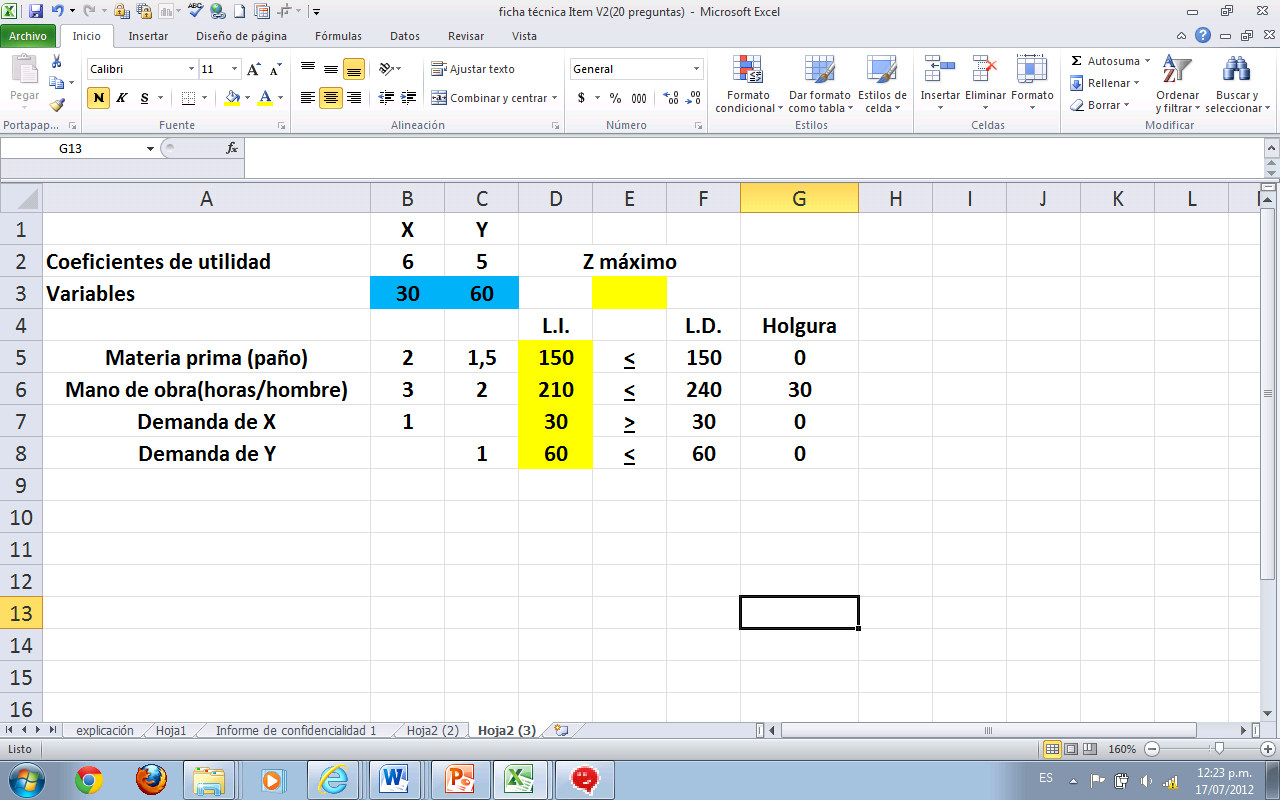 ficha técnica Item V2(20 preguntas) - Microsoft Excel
Archivo Inicio Insertar Diseño de página Fórmulas Datos Revisar Vista
Pegar
Calibri 11
N K S
Ajustar texto
Combinar y centrar
General
$ % 000
Formato condicional
Dar formato como tabla
Estilos de celda
Insertar Eliminar Formato
Σ Autosuma
Rellenar
Borrar
Ordenar y filtrar
Buscar y seleccionar
Portapap... Fuente Alineación Número Estilos Celdas Modificar
G13 fx
A B C D E F G H I J K L
1 X Y
2 Coeficientes de utilidad 6 5 Z máximo
3 Variables 30 60
4 L.I. L.D. Holgura
5 Materia prima (paño) 2 1,5 150 ≤ 150 0
6 Mano de obra(horas/hombre) 3 2 210 ≤ 240 30
7 Demanda de X 1 30 ≥ 30 0
8 Demanda de Y 1 60 ≤ 60 0
9
10
11
12
13
14
15
16
explicación Hoja1 Informe de confidencialidad 1 Hoja2 (2) Hoja2 (3)
Listo 160%
ES 12:23 p.m.
17/07/2012